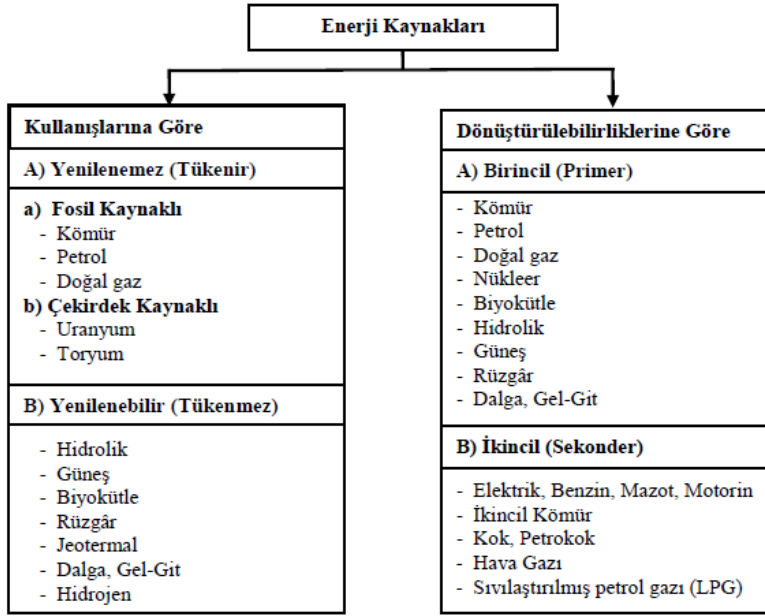 Enerji Kaynakları
Kullanışlarına Göre
A) Yenilenemez (Tükenir)
a) Fosil Kaynaklı
- Kömür
- Petrol
- Doğal gaz
b) Çekirdek Kaynaklı
- Uranyum
- Toryum
B) Yenilenebilir (Tükenmez)
- Hidrolik
- Güneş
- Biyokütle
- Rüzgâr
- Jeotermal
- Dalga, Gel-Git
- Hidrojen
Dönüştürülebilirliklerine Göre
A) Birincil (Primer)
- Kömür
- Petrol
- Doğal gaz
- Nükleer
- Biyokütle
- Hidrolik
- Güneş
- Rüzgâr
- Dalga, Gel-Git
B) İkincil (Sekonder)
- Elektrik, Benzin, Mazot, Motorin
- İkincil Kömür
- Kok, Petrokok
- Hava Gazı
- Sıvılaştırılmış petrol gazı (LPG)